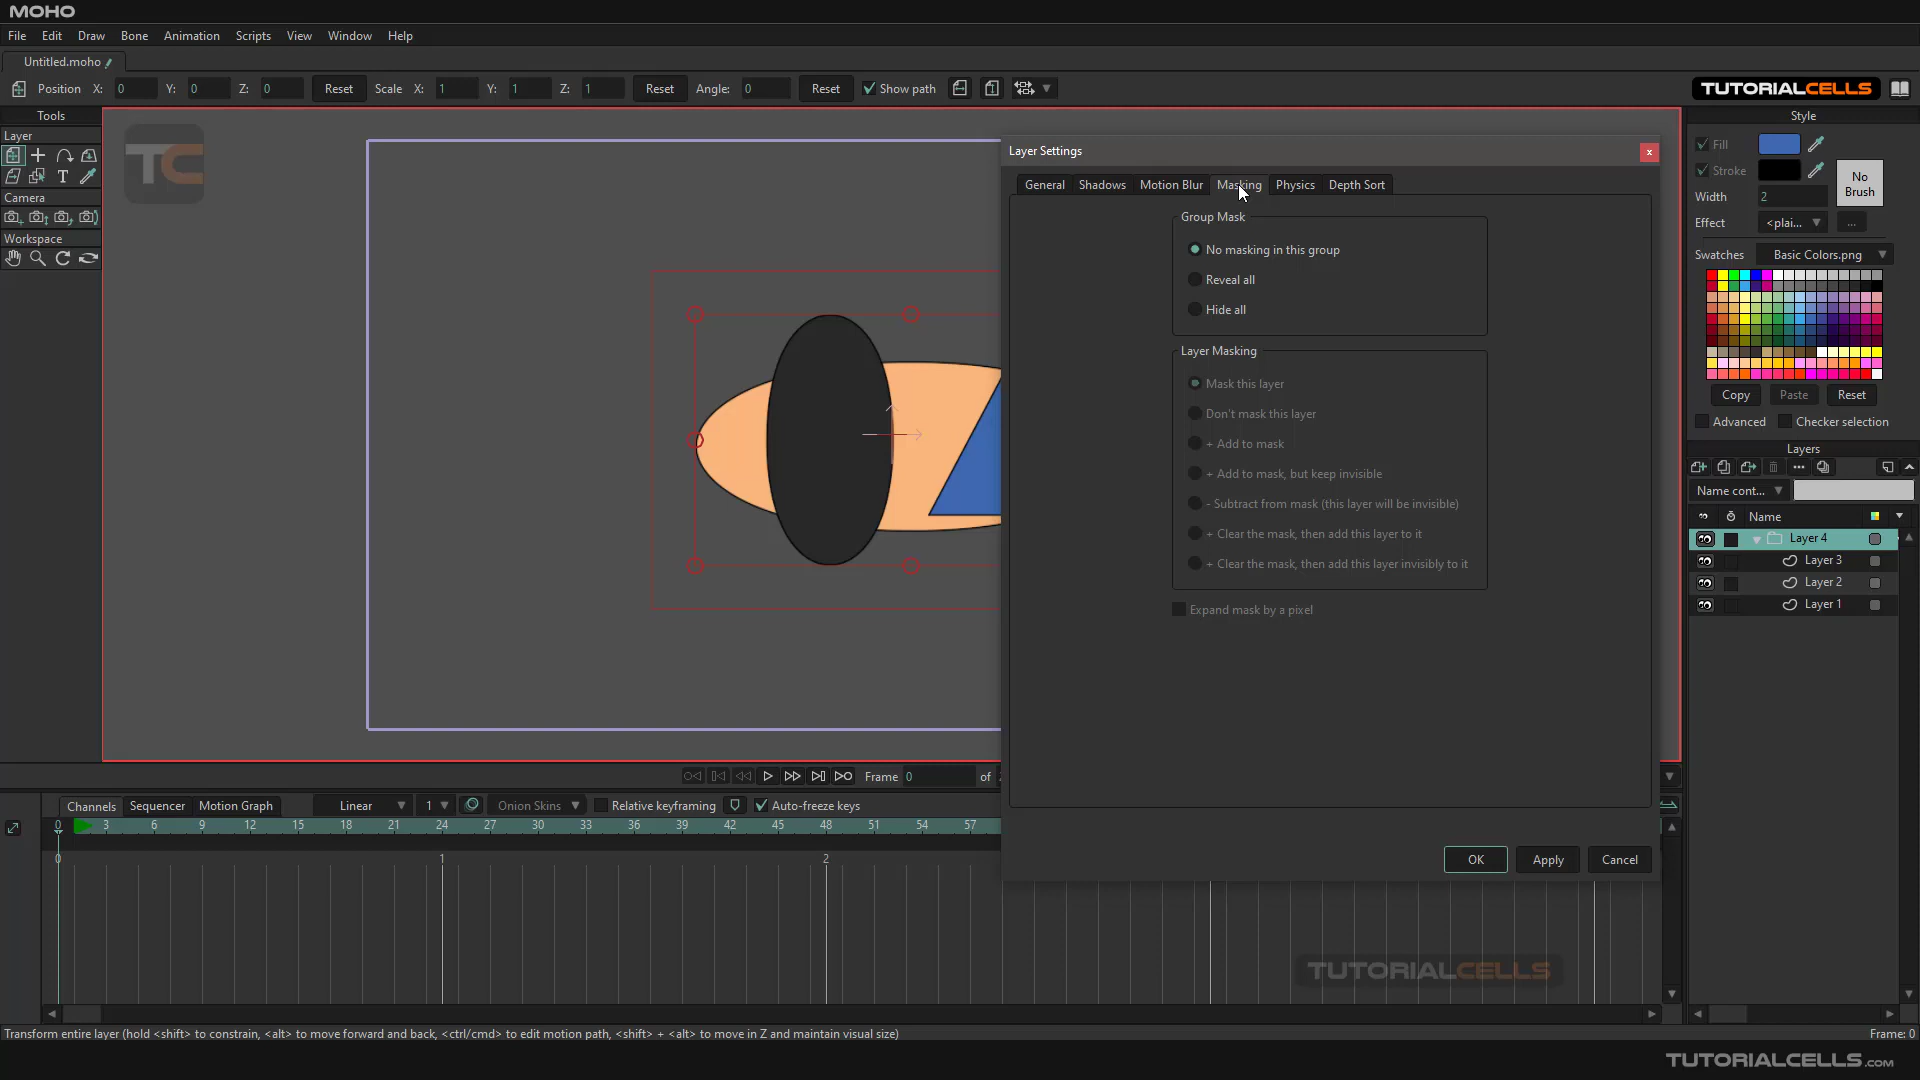 MOHO
File Edit Draw Bone Animation Scripts View Window Help
Untitled.moho
Position X: 0 Y: 0 Z: 0 Reset Scale X: 1 Y: 1 Z: 1 Reset Angle: 0 Reset Show path
TUTORIALCELLS
Tools
Layer
T
Camera
Workspace
TC
Layer Settings
x
General Shadows Motion Blur Masking Physics Depth Sort
Group Mask
No masking in this group
Reveal all
Hide all
Layer Masking
Mask this layer
Don't mask this layer
+ Add to mask
+ Add to mask, but keep invisible
- Subtract from mask (this layer will be invisible)
+ Clear the mask, then add this layer to it
+ Clear the mask, then add this layer invisibly to it
Expand mask by a pixel
OK Apply Cancel
Style
Fill
Stroke
No Brush
Width 2
Effect <plai... ...
Swatches Basic Colors.png
Copy Paste Reset
Advanced Checker selection
Layers
Name cont...
Name
Layer 4
Layer 3
Layer 2
Layer 1
Frame 0 of
Channels Sequencer Motion Graph Linear 1 Onion Skins Relative keyframing Auto-freeze keys
0 3 6 9 12 15 18 21 24 27 30 33 36 39 42 45 48 51 54 57
0 1 2
TUTORIALCELLS
Transform entire layer (hold <shift> to constrain, <alt> to move forward and back, <ctrl/cmd> to edit motion path, <shift> + <alt> to move in Z and maintain visual size)
Frame: 0
TUTORIALCELLS.COM